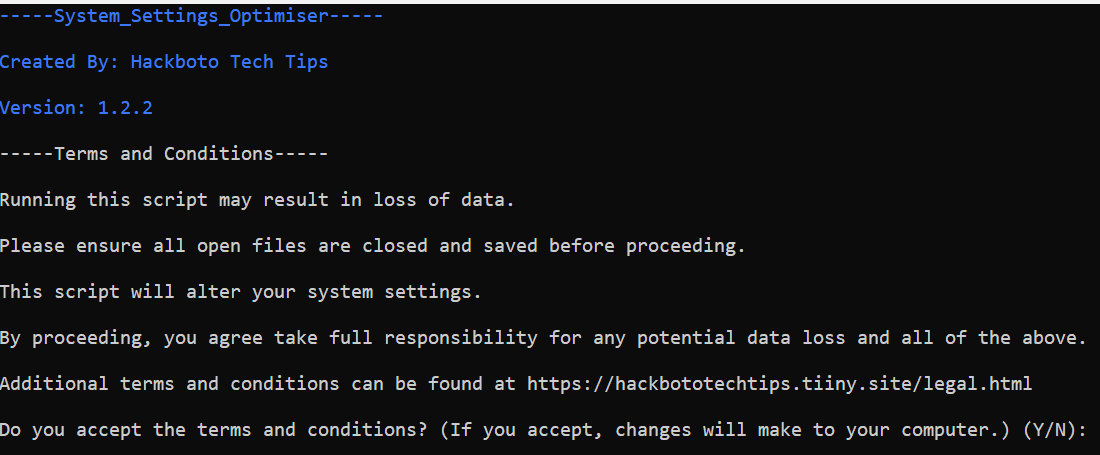 -----System_Settings_Optimiser-----
Created By: Hackboto Tech Tips
Version: 1.2.2
-----Terms and Conditions-----
Running this script may result in loss of data.
Please ensure all open files are closed and saved before proceeding.
This script will alter your system settings.
By proceeding, you agree take full responsibility for any potential data loss and all of the above.
Additional terms and conditions can be found at https://hackbototechtips.tiiny.site/legal.html
Do you accept the terms and conditions? (If you accept, changes will make to your computer.) (Y/N):